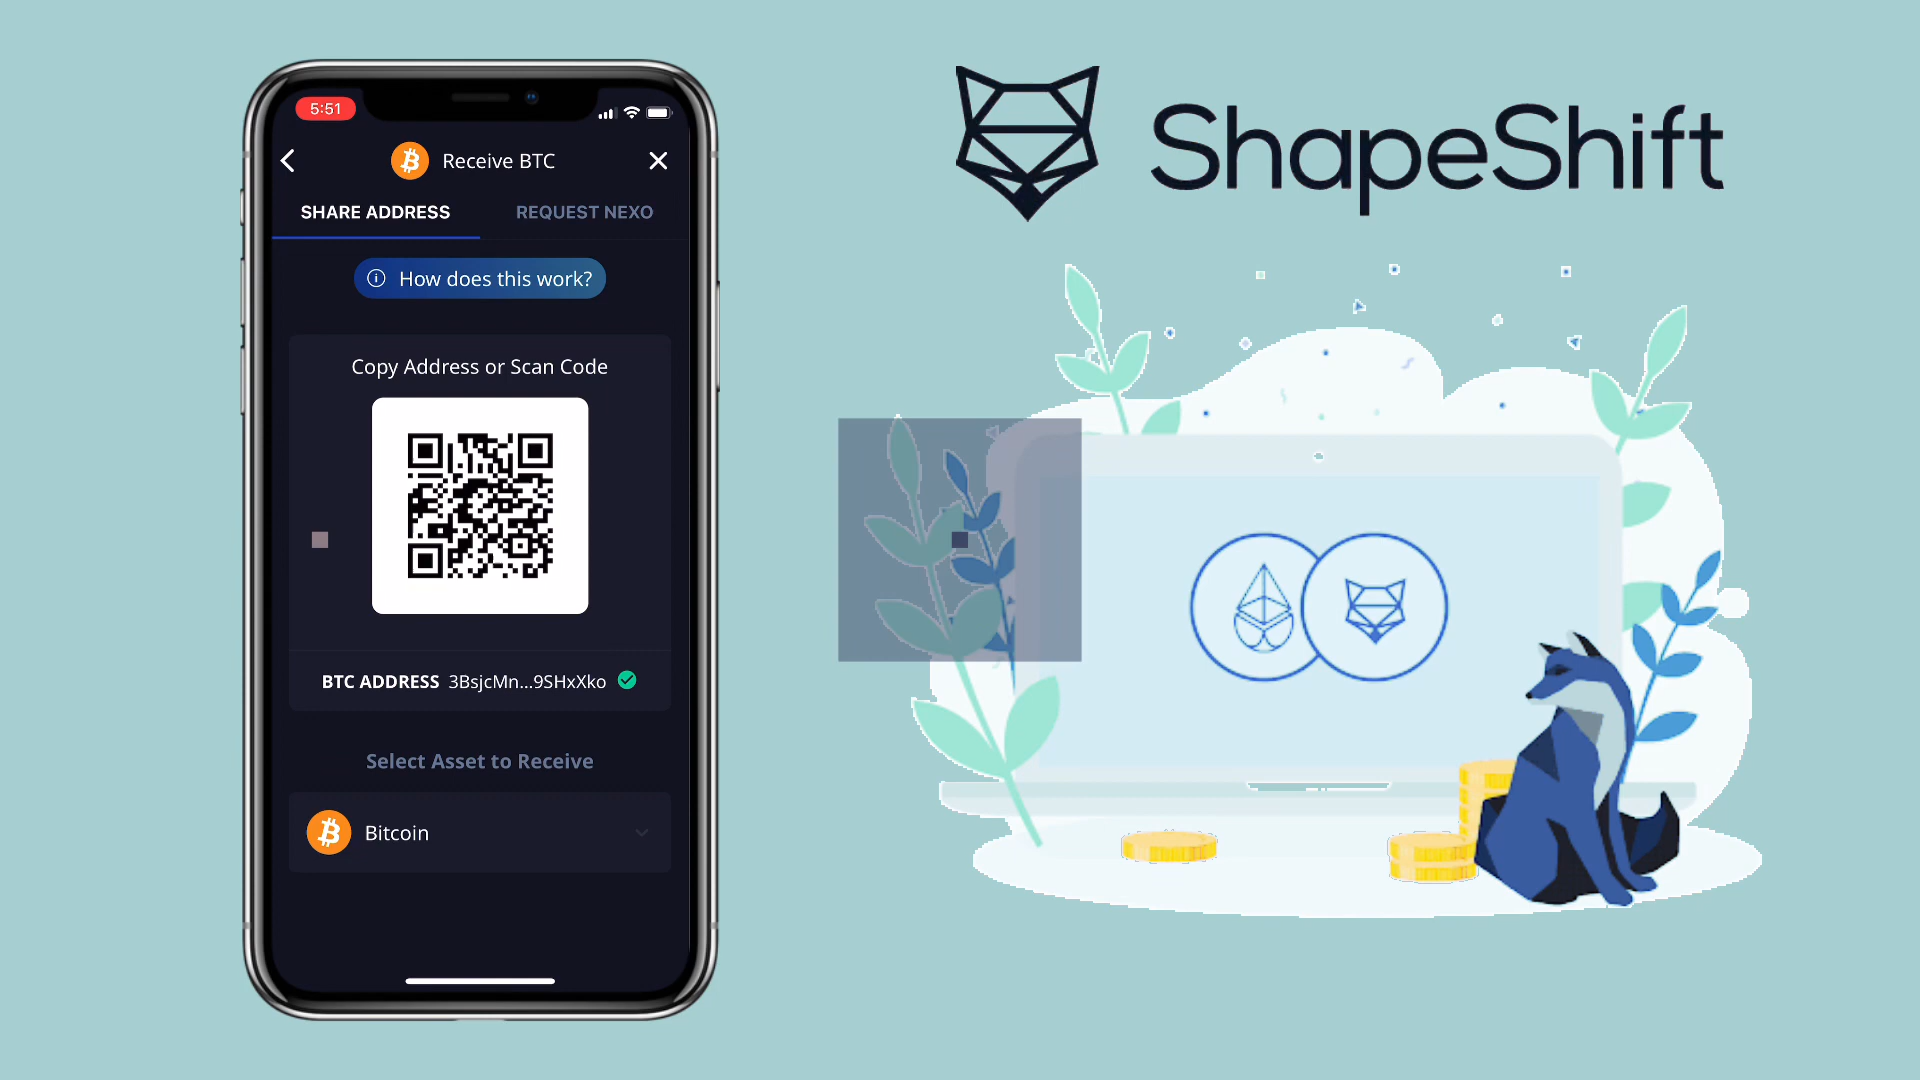 5:51
Receive BTC
SHARE ADDRESS
REQUEST NEXO
How does this work?
Copy Address or Scan Code
BTC ADDRESS 3BsjcMn...9SHxXko
Select Asset to Receive
Bitcoin
ShapeShift